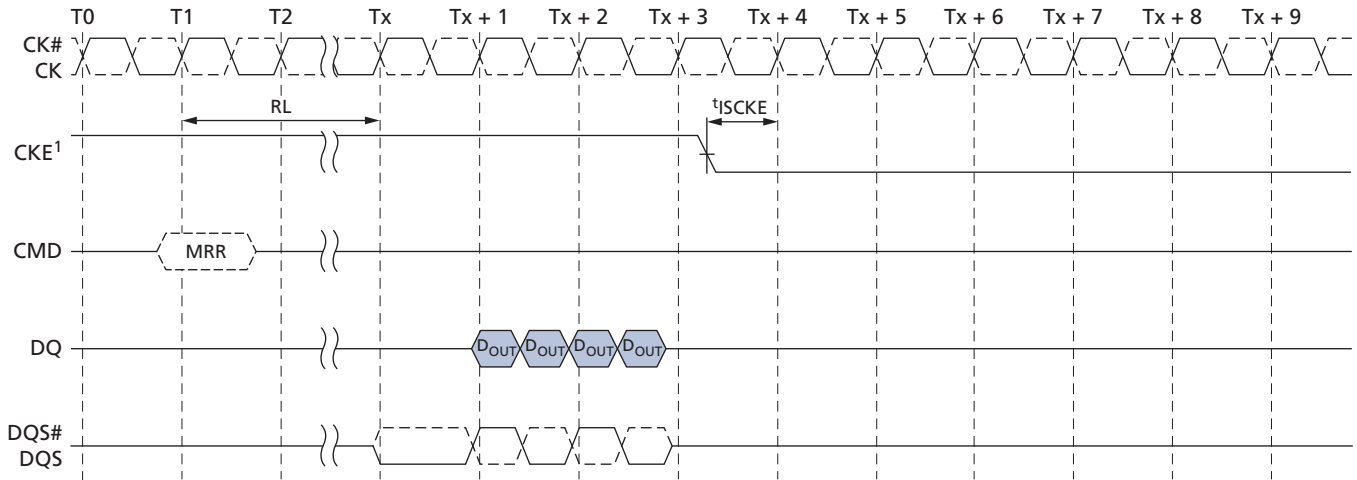 T0 T1 T2 Tx Tx + 1 Tx + 2 Tx + 3 Tx + 4 Tx + 5 Tx + 6 Tx + 7 Tx + 8 Tx + 9
CK#
CK
RL
tISCKE
CKE1
CMD
MRR
DQ
DOUT DOUT DOUT DOUT
DQS#
DQS